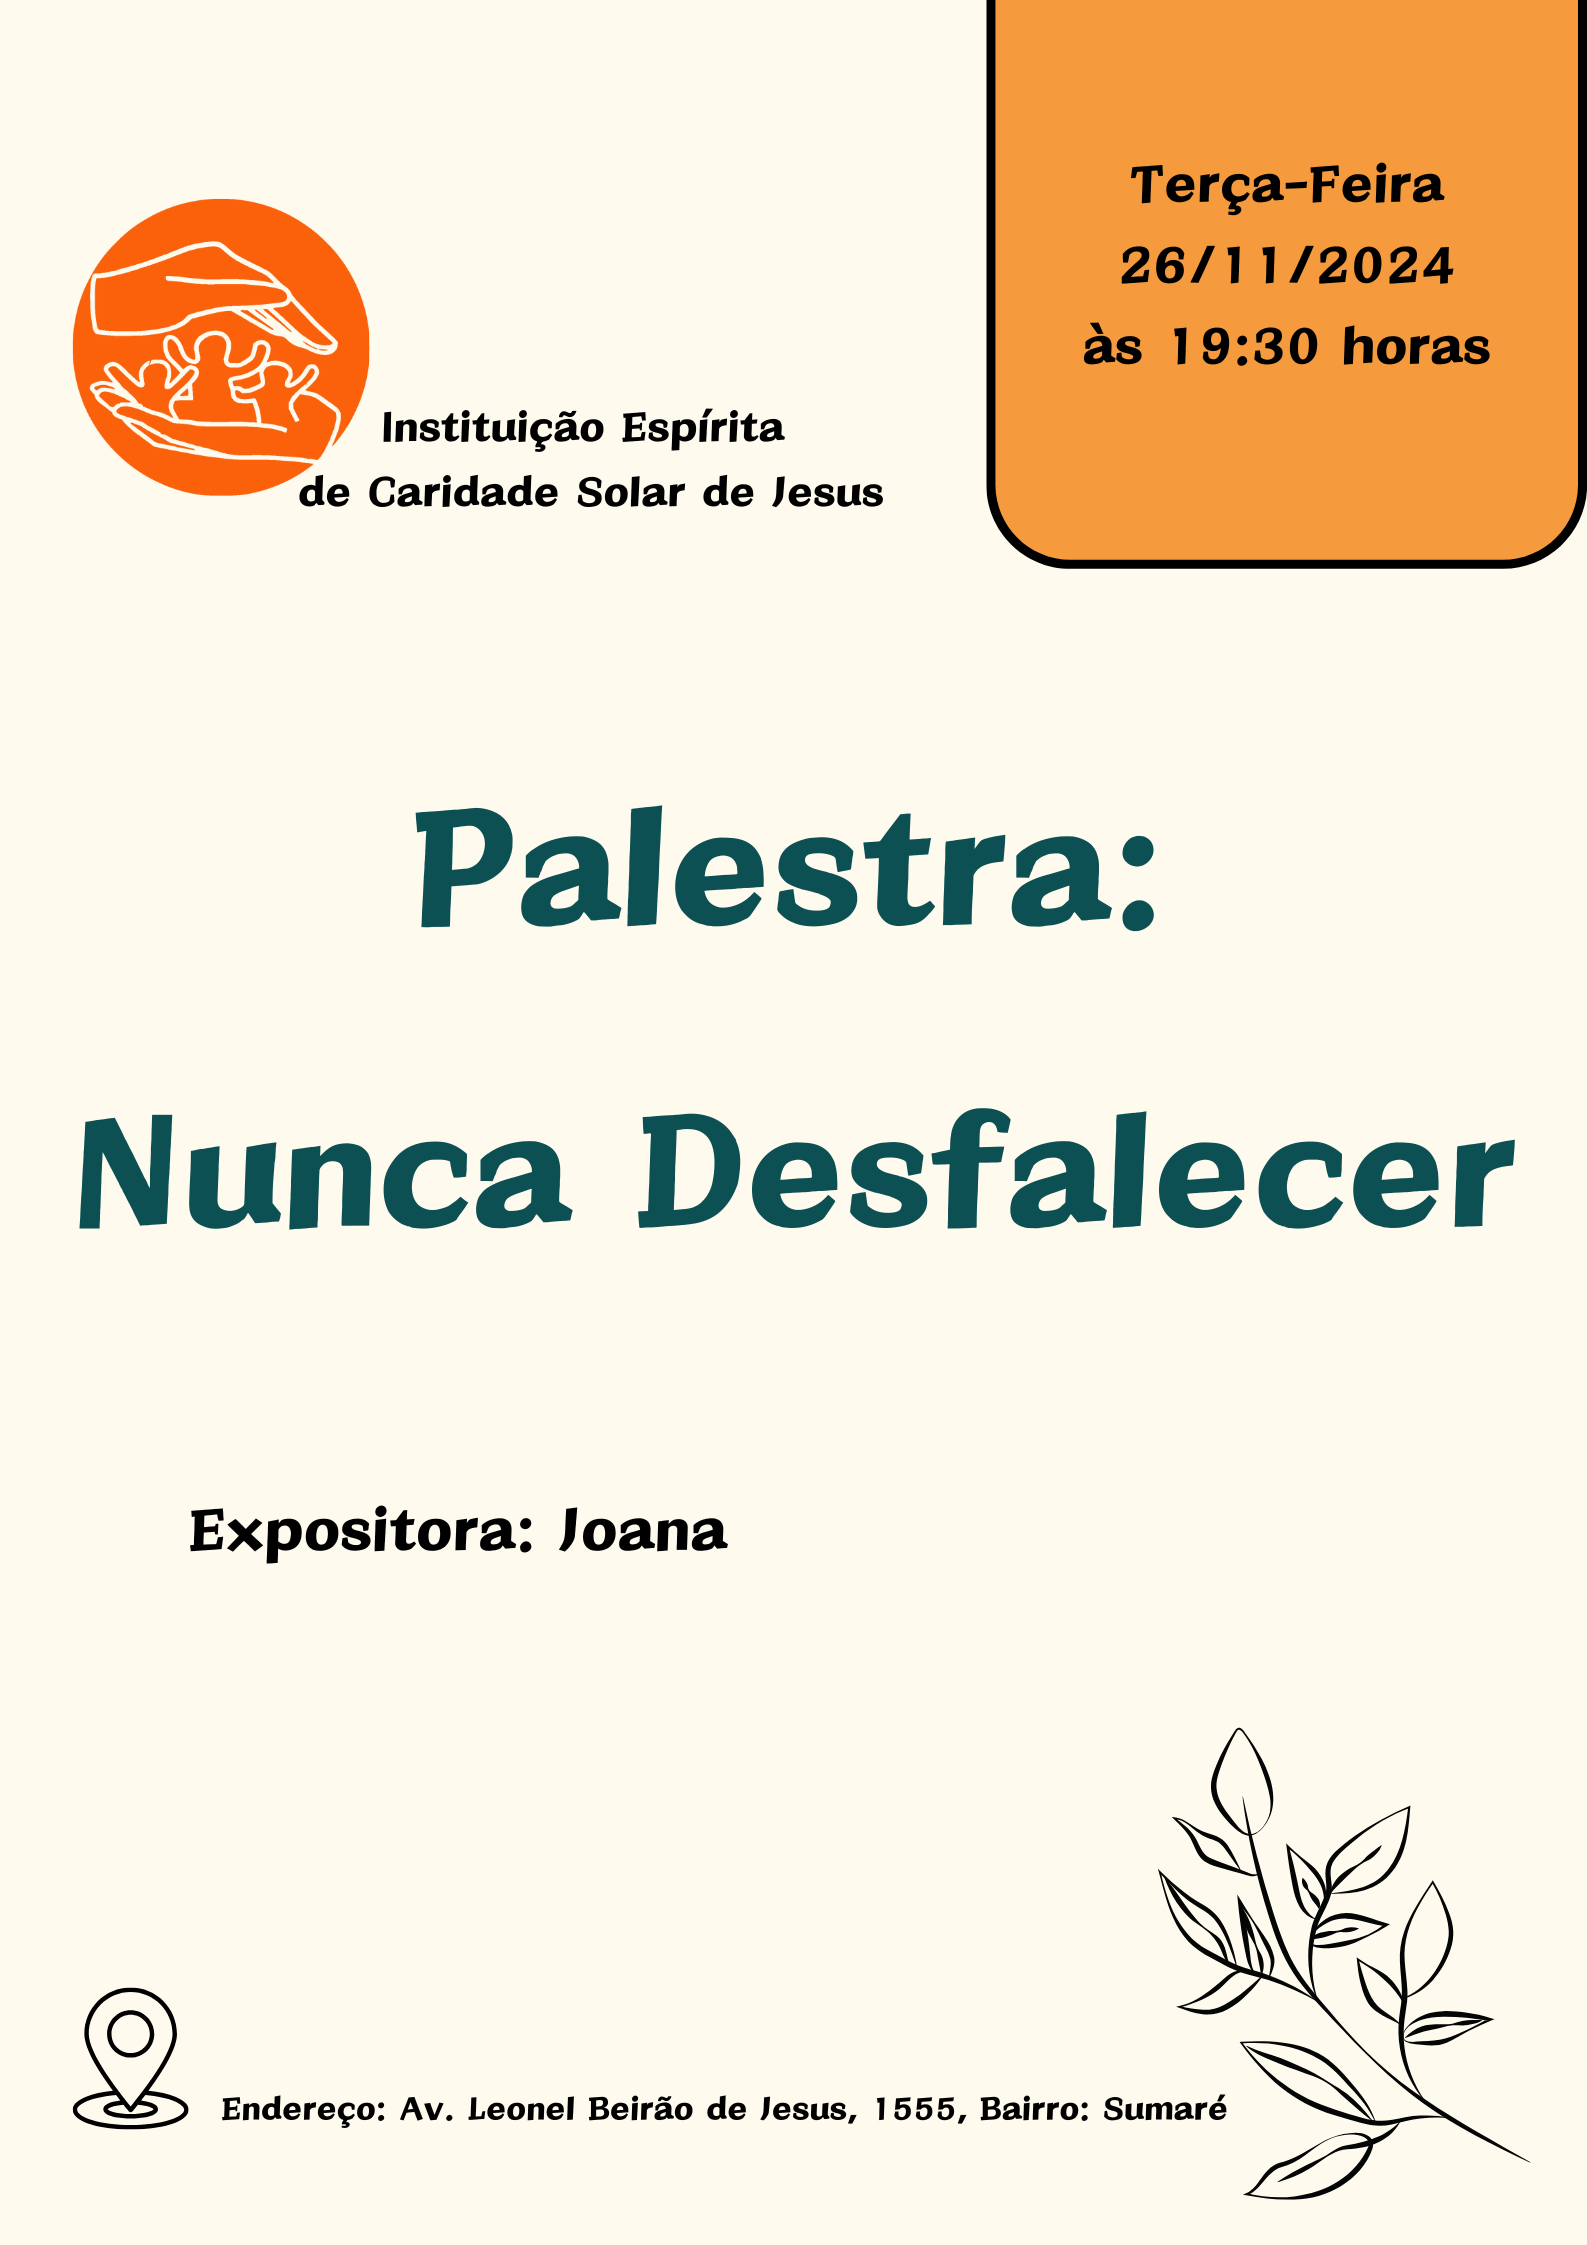 Terça-Feira
26/11/2024
às 19:30 horas
Instituição Espírita
de Caridade Solar de Jesus
Palestra:
Nunca Desfalecer
Expositora: Joana
Endereço: Av. Leonel Beirão de Jesus, 1555, Bairro: Sumaré